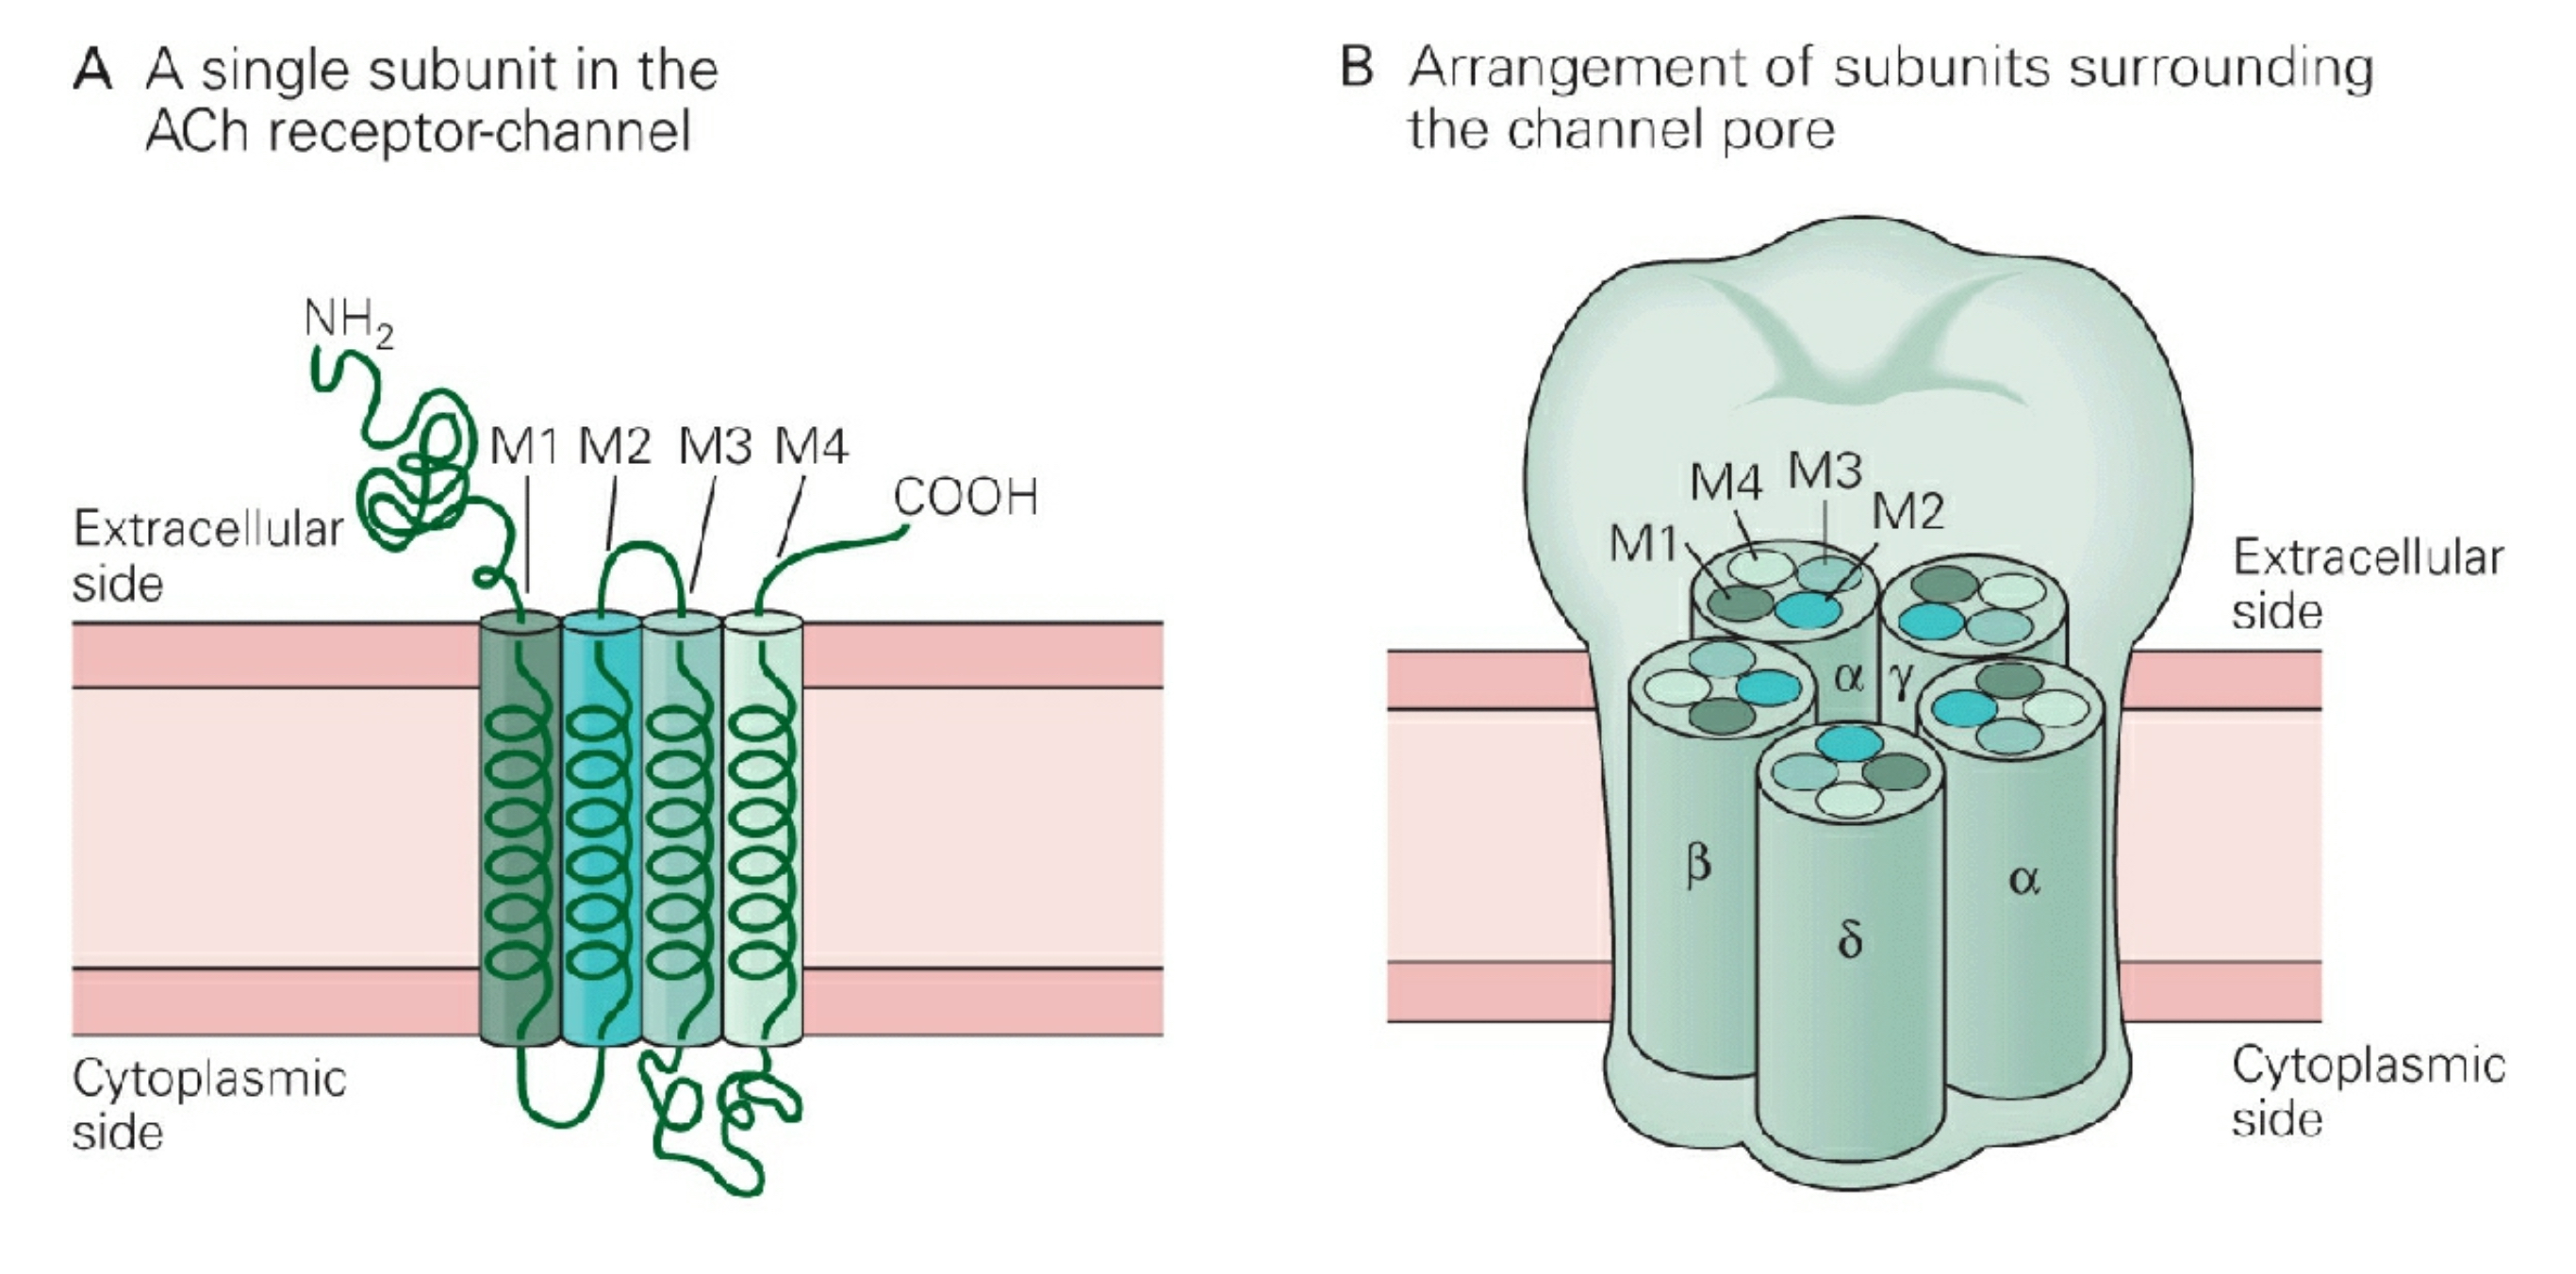 A A single subunit in the
ACh receptor-channel
NH2
M1 M2 M3 M4
COOH
Extracellular
side
Cytoplasmic
side
B Arrangement of subunits surrounding
the channel pore
M4 M3
M2
M1
Extracellular
side
α γ
β
α
δ
Cytoplasmic
side